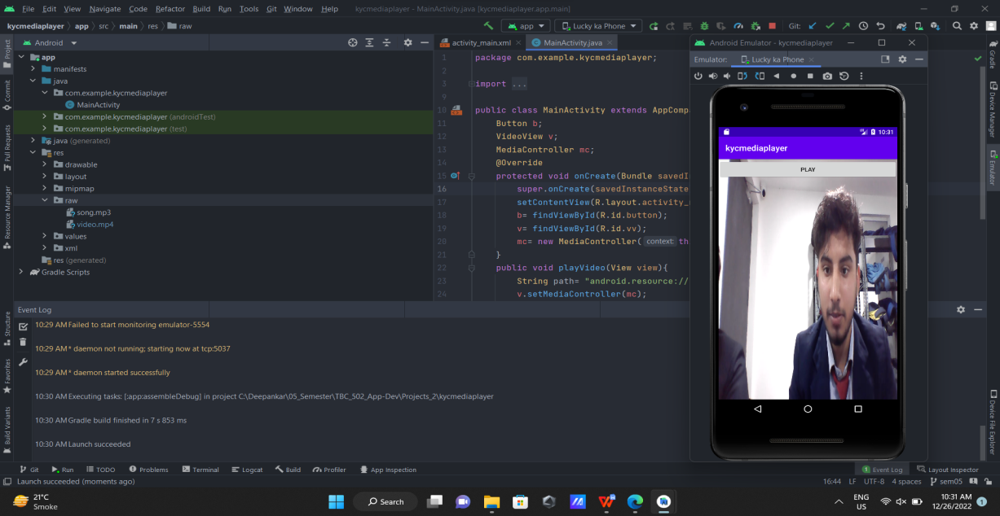 File Edit View Navigate Code Refactor Build Run Tools Git Window Help kycmediaplayer - MainActivity.java [kycmediaplayer.app.main]
kycmediaplayer app src main res raw app Lucky ka Phone Git:
Project
Commit
Pull Requests
Resource Manager
Structure
Favorites
Build Variants
Android
app
manifests
java
com.example.kycmediaplayer
MainActivity
com.example.kycmediaplayer (androidTest)
com.example.kycmediaplayer (test)
java (generated)
res
drawable
layout
mipmap
raw
song.mp3
video.mp4
values
xml
res (generated)
Gradle Scripts
activity_main.xml MainActivity.java
1 package com.example.kycmediaplayer;
2
3 import ...
9
10 public class MainActivity extends AppCompa
11 Button b;
12 VideoView v;
13 MediaController mc;
14 @Override
15 protected void onCreate(Bundle savedI
16 super.onCreate(savedInstanceState
17 setContentView(R.layout.activity_
18 b= findViewById(R.id.button);
19 v= findViewById(R.id.vv);
20 mc= new MediaController( context: th
21 }
22 public void playVideo(View view){
23 String path= "android.resource://
24 v.setMediaController(mc);
Android Emulator - kycmediaplayer
Emulator: Lucky ka Phone
10:31
kycmediaplayer
PLAY
Gradle
Device Manager
Emulator
Device File Explorer
Event Log
10:29 AM Failed to start monitoring emulator-5554
10:29 AM * daemon not running; starting now at tcp:5037
10:29 AM * daemon started successfully
10:30 AM Executing tasks: [:app:assembleDebug] in project C:\Deepankar\05_Semester\TBC_502_App-Dev\Projects_2\kycmediaplayer
10:30 AM Gradle build finished in 7 s 853 ms
10:30 AM Launch succeeded
Git Run TODO Problems Terminal Logcat Build Profiler App Inspection 1 Event Log Layout Inspector
Launch succeeded (moments ago) 16:44 LF UTF-8 4 spaces sem05
21°C
Smoke
Search
ENG
US
10:31 AM
12/26/2022
1